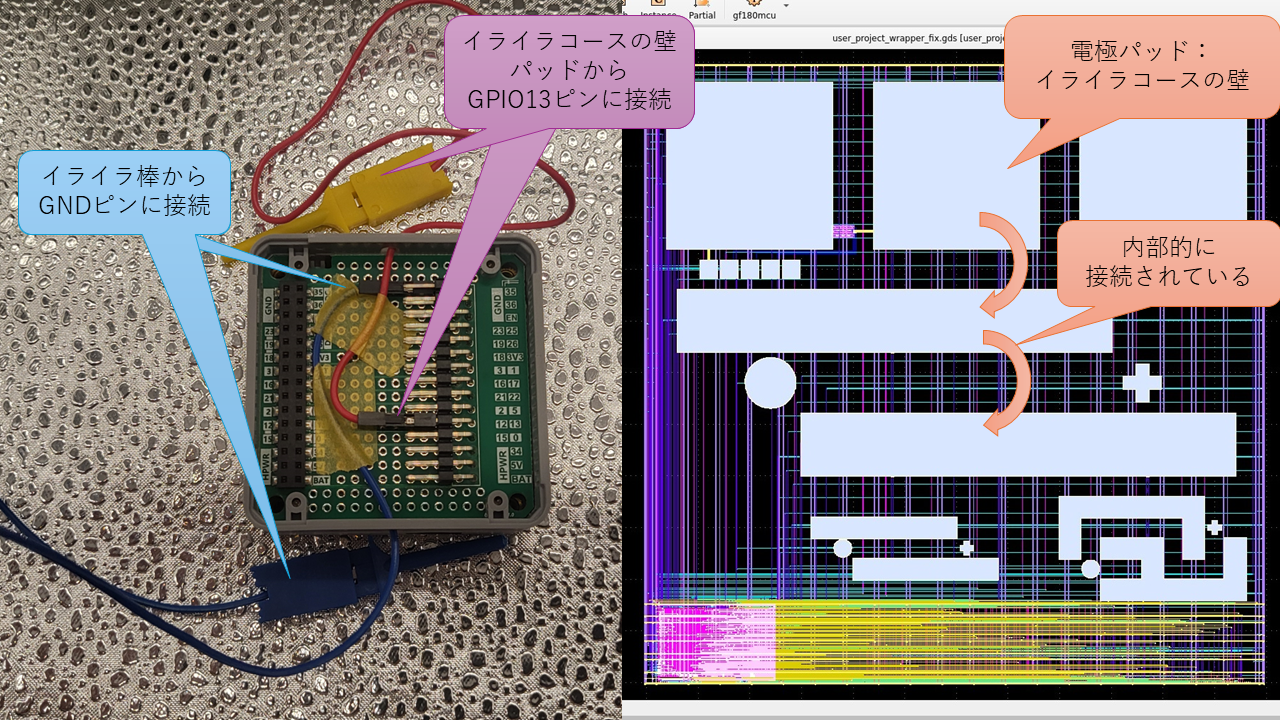 イライラコースの壁
パッドから
GPIO13ピンに接続
イライラ棒から
GNDピンに接続
Partial
gf180mcu
user_project_wrapper_fix.gds [user_proj
電極パッド：
イライラコースの壁
内部的に
接続されている
GND
35
36
EN
23 25
19 26
18 3V3
3 1
16 17
21 22
2 5
12 13
15 0
HPWR
34
5V
BAT
GND
HPWR
BAT